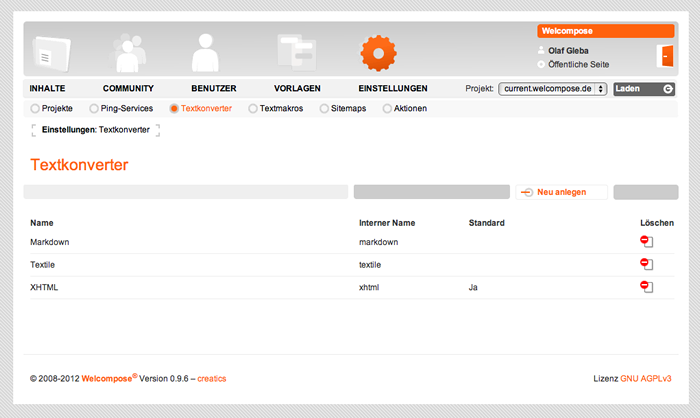 Welcompose
Olaf Gleba
Öffentliche Seite
INHALTE COMMUNITY BENUTZER VORLAGEN EINSTELLUNGEN Projekt: current.welcompose.de Laden
Projekte Ping-Services Textkonverter Textmakros Sitemaps Aktionen
Einstellungen: Textkonverter
Textkonverter
Neu anlegen
Name Interner Name Standard Löschen
Markdown markdown
Textile textile
XHTML xhtml Ja
© 2008-2012 Welcompose® Version 0.9.6 – creatics Lizenz GNU AGPLv3